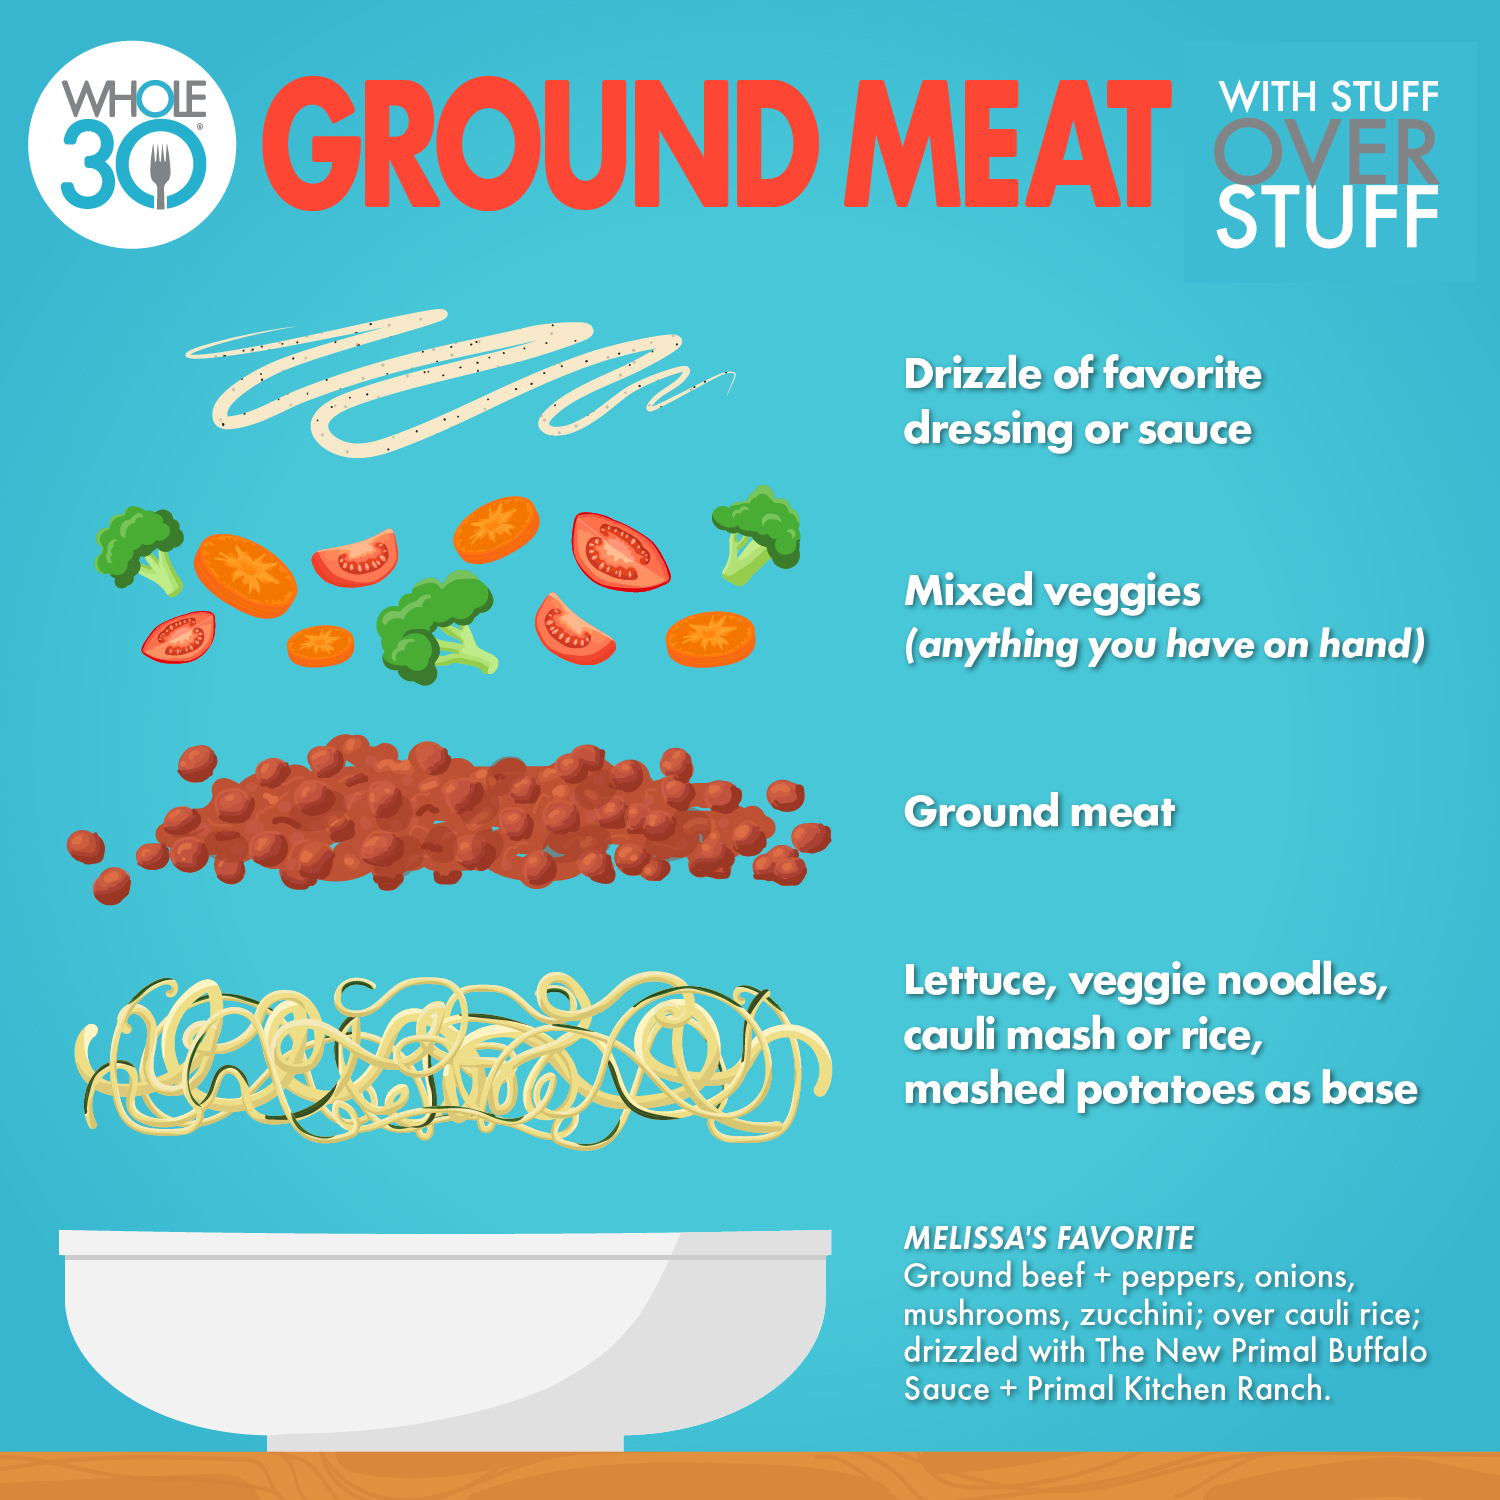 WHOLE
30®
GROUND MEAT
WITH STUFF
OVER
STUFF
Drizzle of favorite
dressing or sauce
Mixed veggies
(anything you have on hand)
Ground meat
Lettuce, veggie noodles,
cauli mash or rice,
mashed potatoes as base
MELISSA'S FAVORITE
Ground beef + peppers, onions,
mushrooms, zucchini; over cauli rice;
drizzled with The New Primal Buffalo
Sauce + Primal Kitchen Ranch.